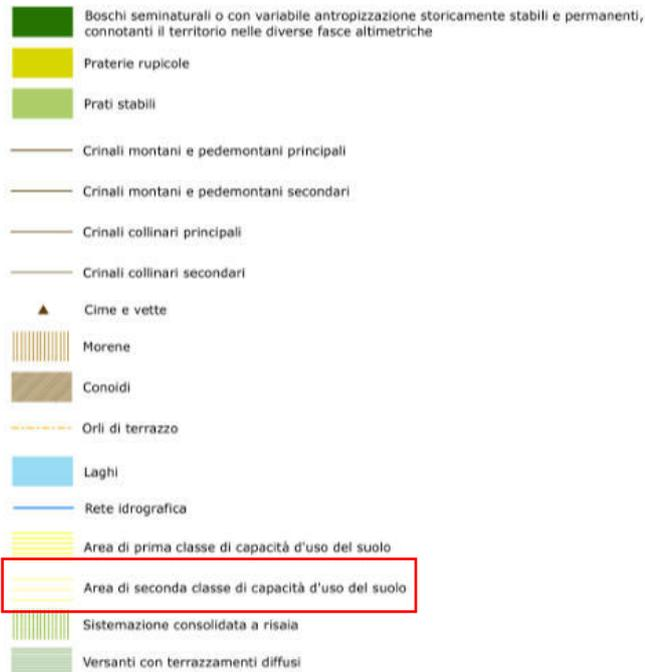 Boschi seminaturali o con variabile antropizzazione storicamente stabili e permanenti,
connotanti il territorio nelle diverse fasce altimetriche
Praterie rupicole
Prati stabili
Crinali montani e pedemontani principali
Crinali montani e pedemontani secondari
Crinali collinari principali
Crinali collinari secondari
Cime e vette
Morene
Conoidi
Orli di terrazzo
Laghi
Rete idrografica
Area di prima classe di capacità d'uso del suolo
Area di seconda classe di capacità d'uso del suolo
Sistemazione consolidata a risaia
Versanti con terrazzamenti diffusi